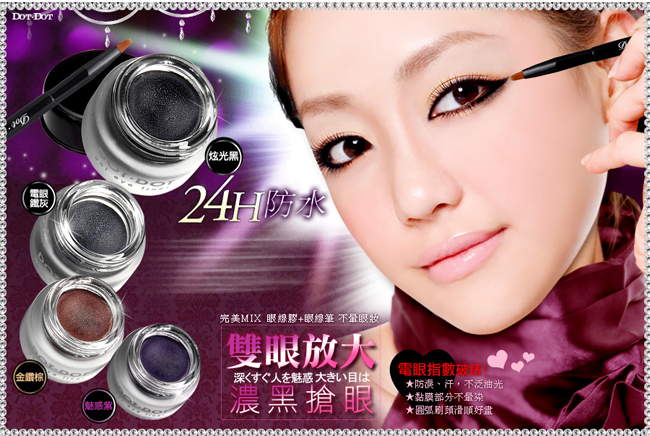 DOT·DOT
炫光黑
電眼鐵灰
24H防水
金鑽棕
魅惑紫
完美MIX 眼線膠+眼線筆 不暈眼妝
雙眼放大
深くすぐ人を魅惑 大きい目は
濃黑搶眼
電眼指數破錶!
★防淚、汗,不泛油光
★黏膜部分不暈染
★圓弧刷頭滑順好畫